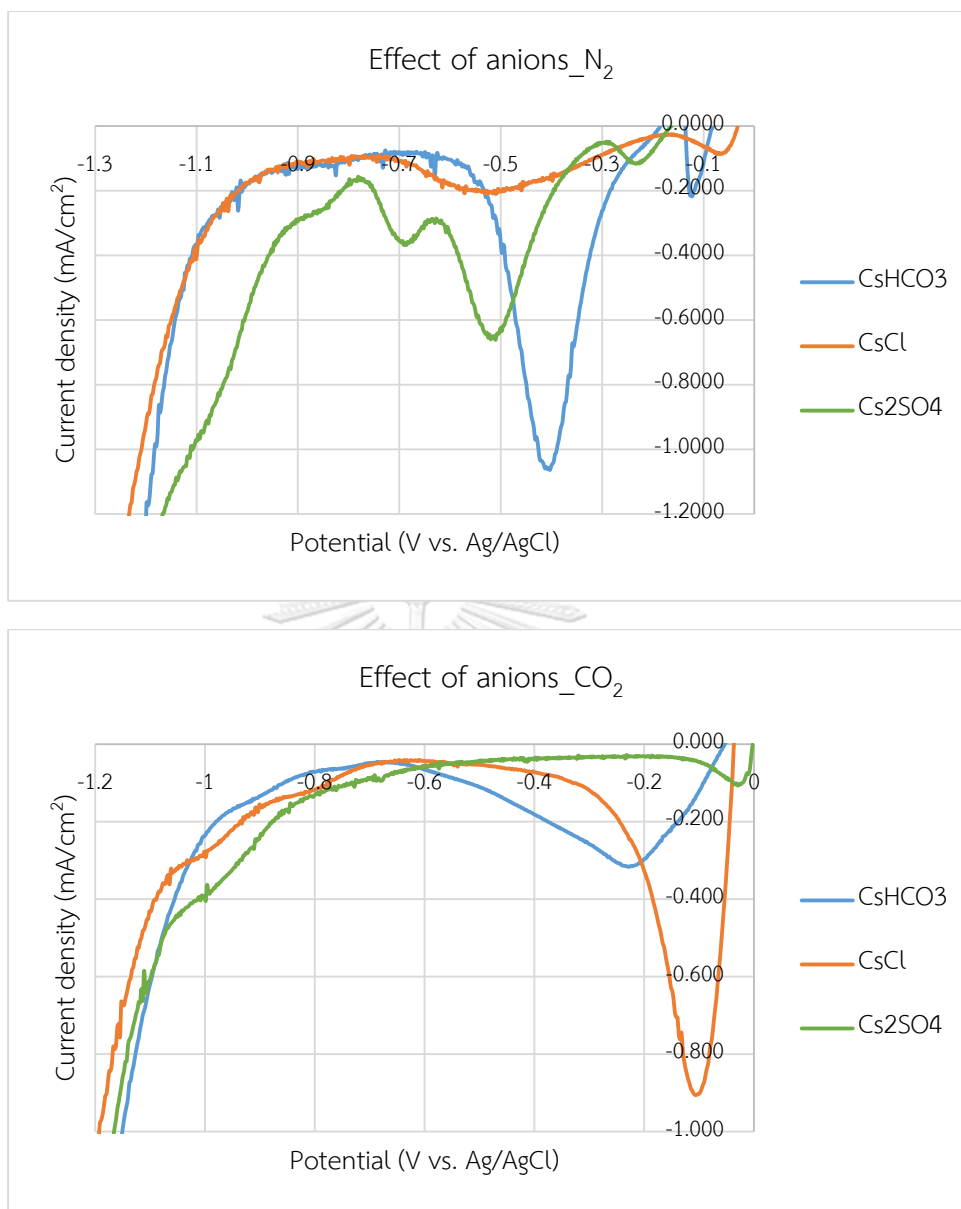 Effect of anions_N2
0.0000
-1.3 -1.1 -0.9 -0.7 -0.5 -0.3 -0.1
-0.2000
-0.4000
-0.6000
-0.8000
-1.0000
-1.2000
Current density (mA/cm2)
Potential (V vs. Ag/AgCl)
CsHCO3
CsCl
Cs2SO4
Effect of anions_CO2
0.000
-1.2 -1 -0.8 -0.6 -0.4 -0.2 0
-0.200
-0.400
-0.600
-0.800
-1.000
Current density (mA/cm2)
Potential (V vs. Ag/AgCl)
CsHCO3
CsCl
Cs2SO4